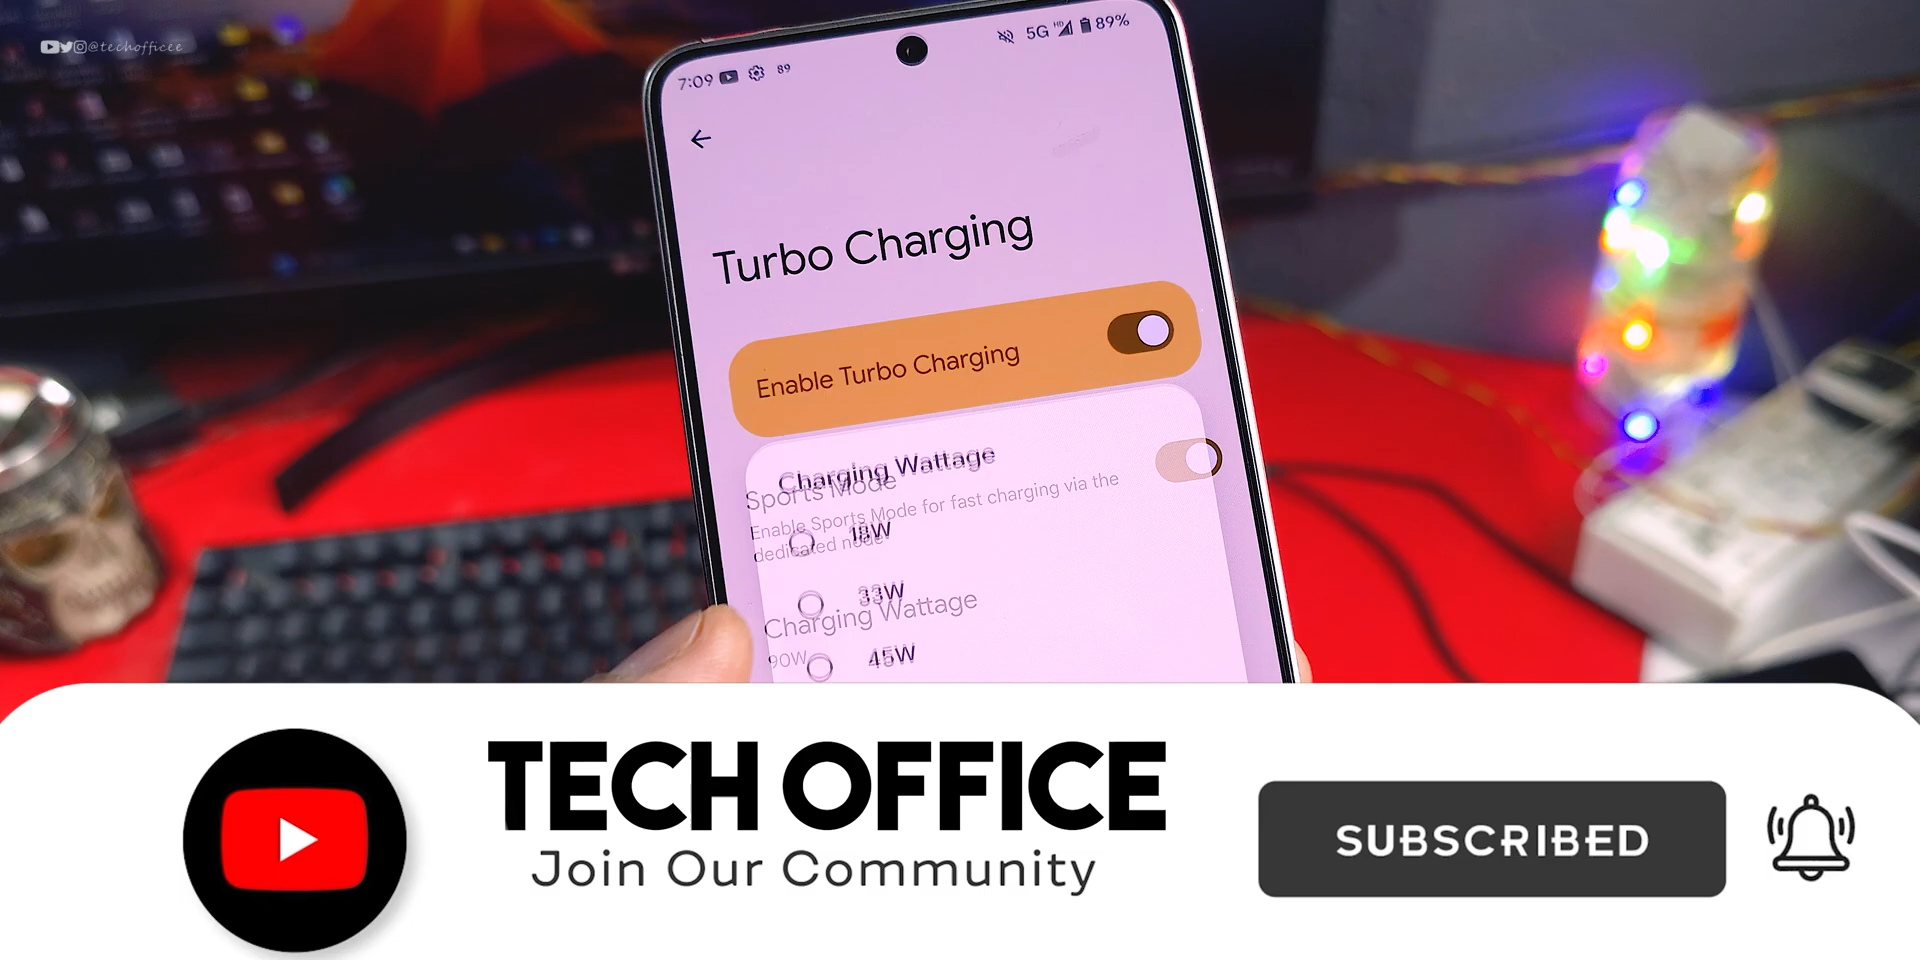 @techofficee
7:09 89 5G HD 89%
Turbo Charging
Enable Turbo Charging
Charging Wattage
Sports Mode
Enable Sports Mode for fast charging via the
dedicated node
18W
33W
Charging Wattage
90W
45W
TECH OFFICE
Join Our Community
SUBSCRIBED